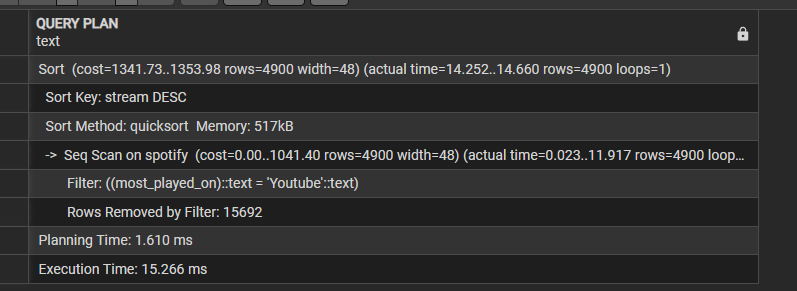 QUERY PLAN
text
Sort (cost=1341.73..1353.98 rows=4900 width=48) (actual time=14.252..14.660 rows=4900 loops=1)
Sort Key: stream DESC
Sort Method: quicksort Memory: 517kB
-> Seq Scan on spotify (cost=0.00..1041.40 rows=4900 width=48) (actual time=0.023..11.917 rows=4900 loop...
Filter: ((most_played_on)::text = 'Youtube'::text)
Rows Removed by Filter: 15692
Planning Time: 1.610 ms
Execution Time: 15.266 ms